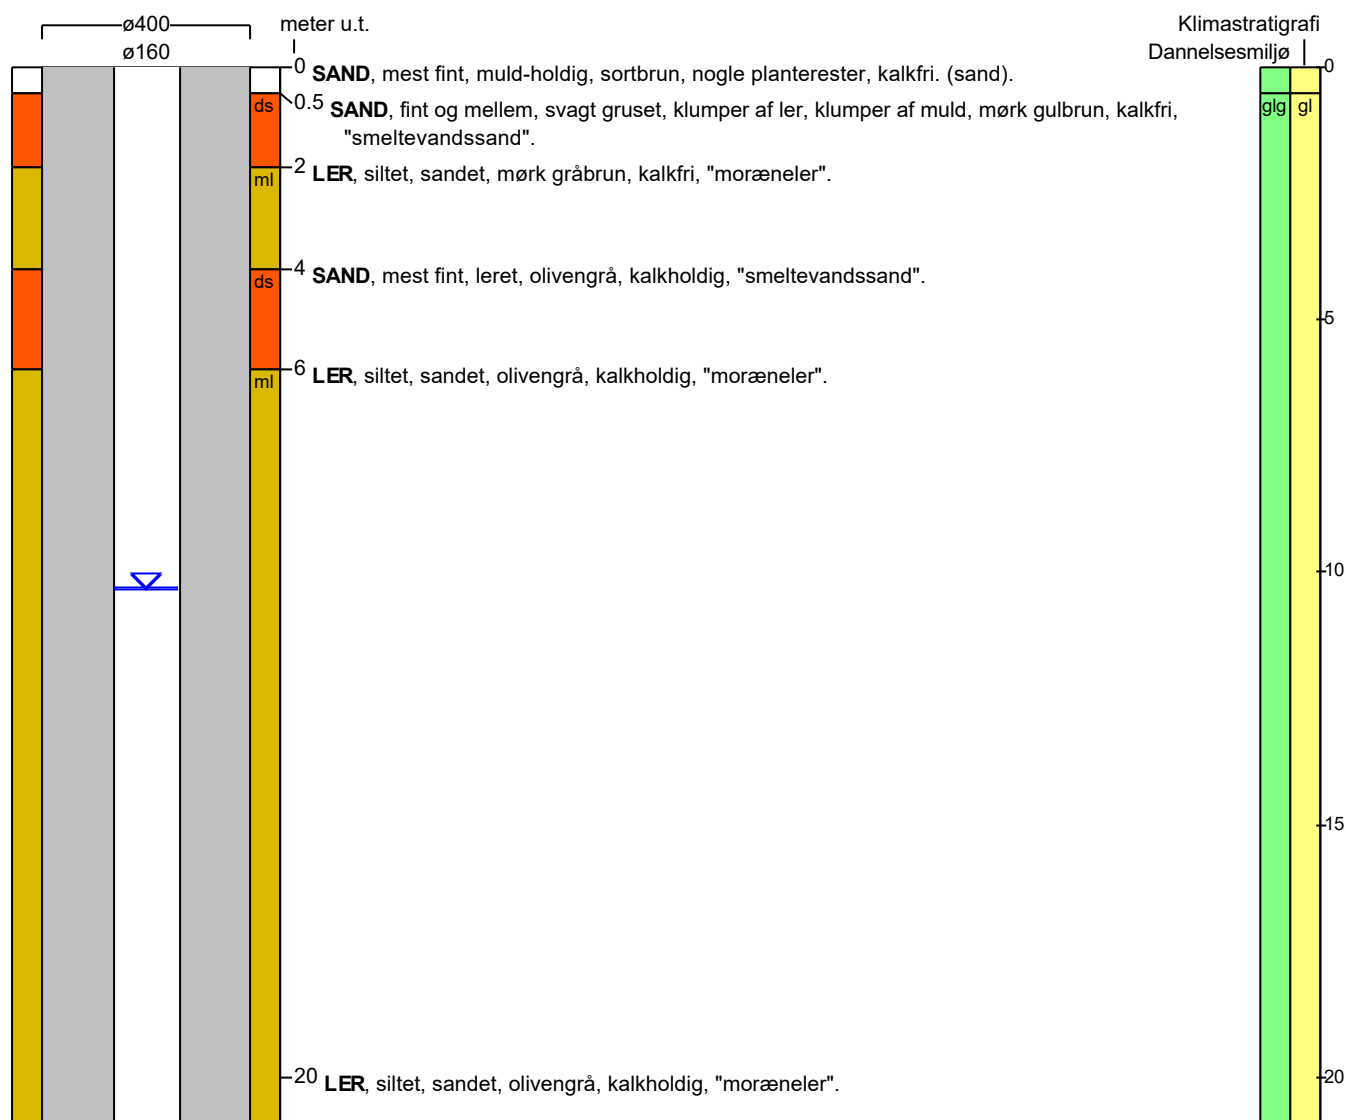 ø400
meter u.t.
Klimastratigrafi
ø160
Dannelsesmiljø
0 SAND, mest fint, muld-holdig, sortbrun, nogle planterester, kalkfri. (sand).
0
ds
0.5 SAND, fint og mellem, svagt gruset, klumper af ler, klumper af muld, mørk gulbrun, kalkfri,
"smeltevandssand".
glg gl
ml
2 LER, siltet, sandet, mørk gråbrun, kalkfri, "moræneler".
ds
4 SAND, mest fint, leret, olivengrå, kalkholdig, "smeltevandssand".
5
ml
6 LER, siltet, sandet, olivengrå, kalkholdig, "moræneler".
10
15
20 LER, siltet, sandet, olivengrå, kalkholdig, "moræneler".
20